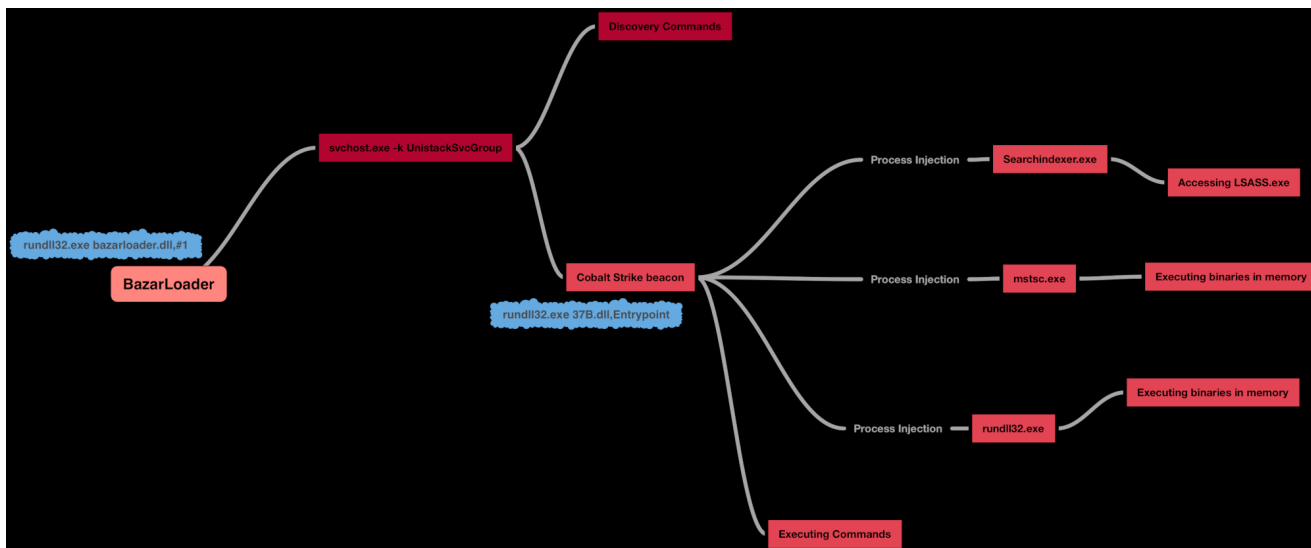 Discovery Commands
svchost.exe -k UnistackSvcGroup
Process Injection
Searchindexer.exe
Accessing LSASS.exe
rundll32.exe bazarloader.dll,#1
BazarLoader
Cobalt Strike beacon
Process Injection
mstsc.exe
Executing binaries in memory
rundll32.exe 37B.dll,Entrypoint
Executing binaries in memory
Process Injection
rundll32.exe
Executing Commands